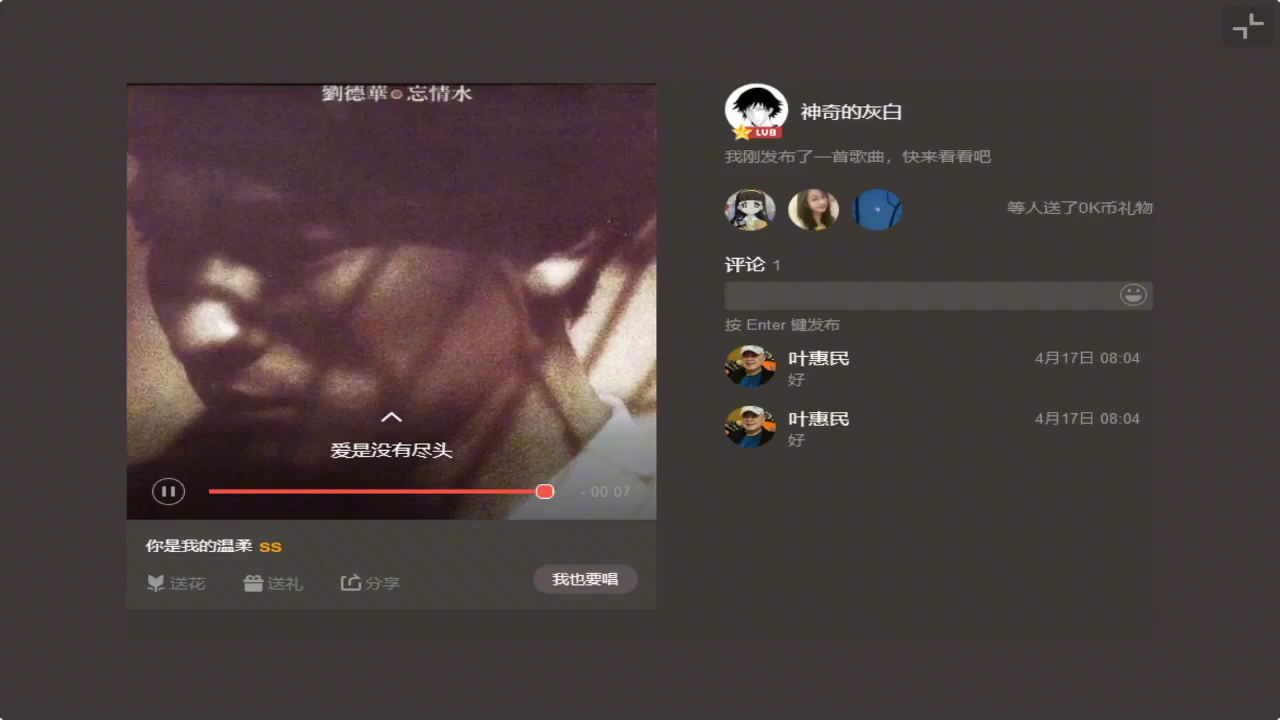 劉德華○忘情水
爱是没有尽头
- 00:07
你是我的温柔 SS
送花 送礼 分享 我也要唱
LV8
神奇的灰白
我刚发布了一首歌曲，快来看看吧
等人送了0K币礼物
评论 1
按 Enter 键发布
叶惠民 4月17日 08:04
好
叶惠民 4月17日 08:04
好